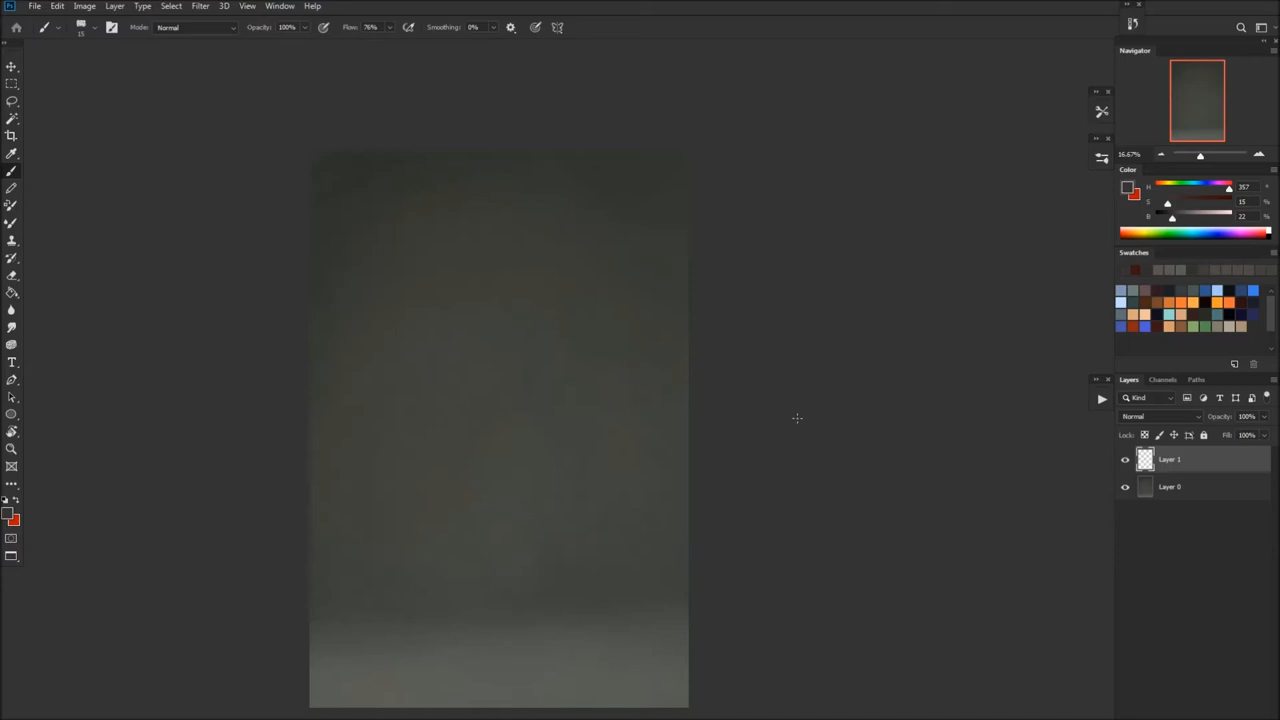 Ps File Edit Image Layer Type Select Filter 3D View Window Help
15 Mode: Normal Opacity: 100% Flow: 76% Smoothing: 0%
Navigator
16.67%
Color
H 357 °
S 15 %
B 22 %
Swatches
Layers Channels Paths
Kind
Normal Opacity: 100%
Lock: Fill: 100%
Layer 1
Layer 0